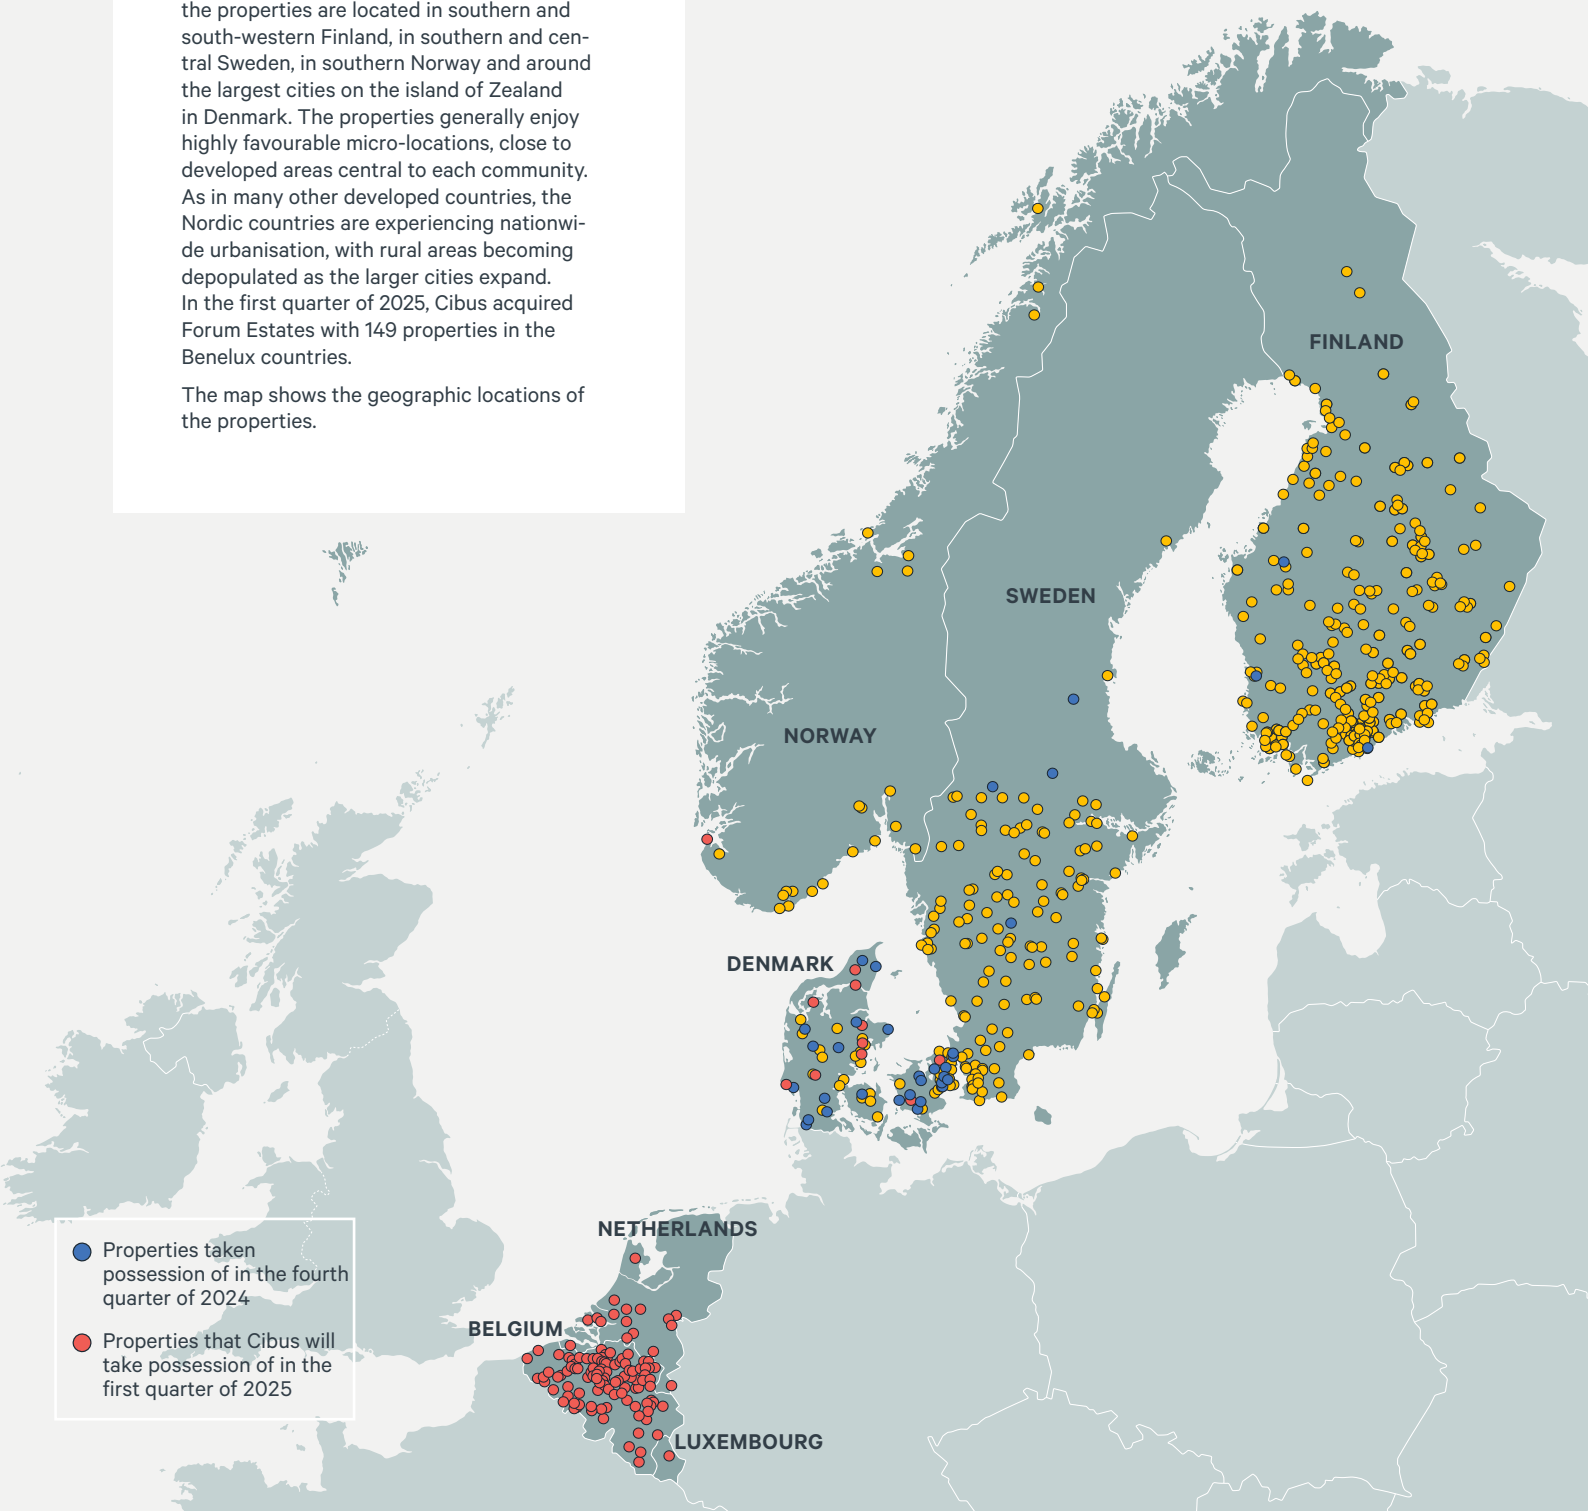 the properties are located in southern and
south-western Finland, in southern and cen-
tral Sweden, in southern Norway and around
the largest cities on the island of Zealand
in Denmark. The properties generally enjoy
highly favourable micro-locations, close to
developed areas central to each community.
As in many other developed countries, the
Nordic countries are experiencing nationwi-
de urbanisation, with rural areas becoming
depopulated as the larger cities expand.
In the first quarter of 2025, Cibus acquired
Forum Estates with 149 properties in the
Benelux countries.
The map shows the geographic locations of
the properties.
FINLAND
SWEDEN
NORWAY
DENMARK
NETHERLANDS
BELGIUM
LUXEMBOURG
Properties taken
possession of in the fourth
quarter of 2024
Properties that Cibus will
take possession of in the
first quarter of 2025